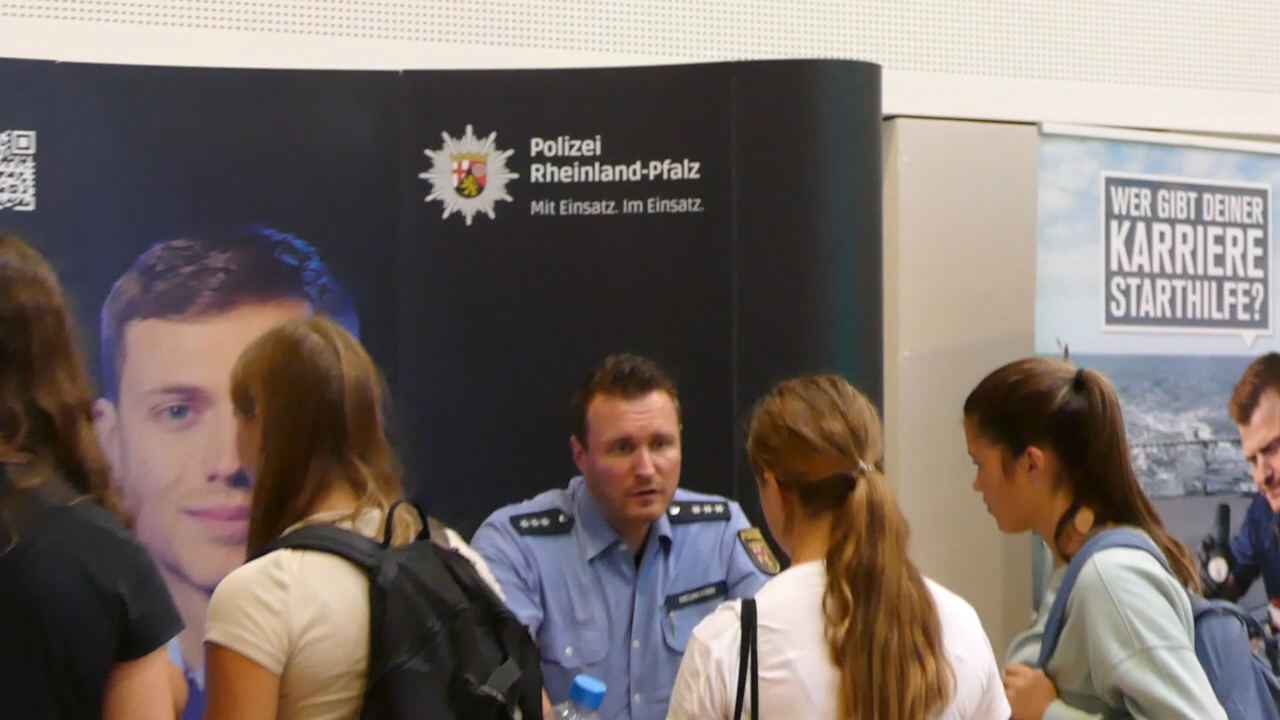 Polizei
Rheinland-Pfalz
Mit Einsatz. Im Einsatz.
WER GIBT DEINER
KARRIERE
STARTHILFE?